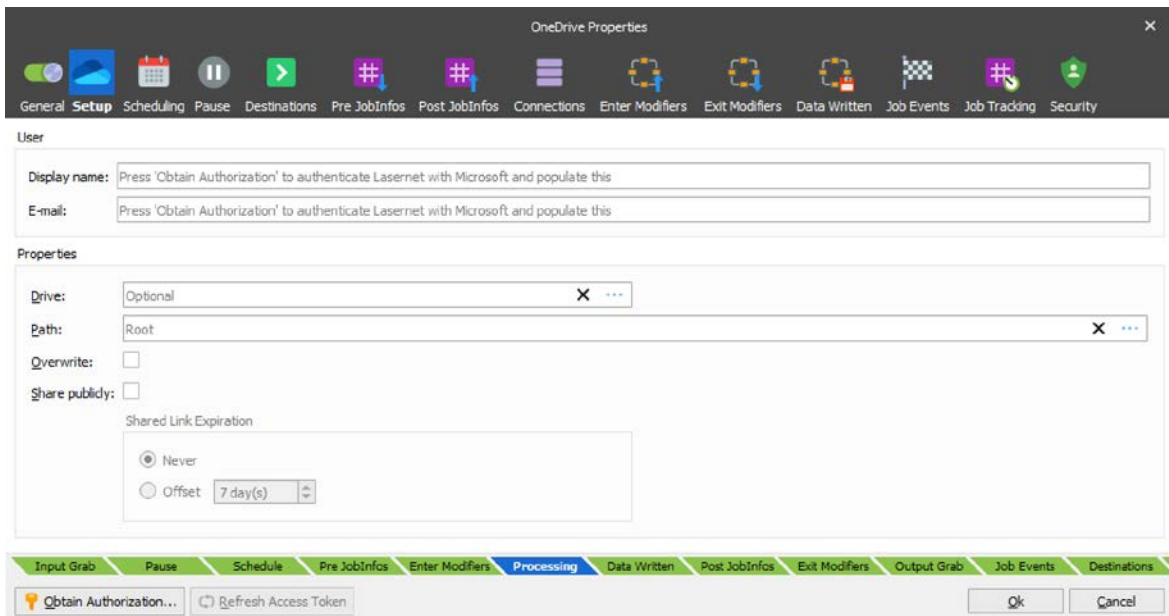 OneDrive Properties
General Setup Scheduling Pause Destinations Pre JobInfos Post JobInfos Connections Enter Modifiers Exit Modifiers Data Written Job Events Job Tracking Security
User
Display name: Press 'Obtain Authorization' to authenticate Lasernet with Microsoft and populate this
E-mail: Press 'Obtain Authorization' to authenticate Lasernet with Microsoft and populate this
Properties
Drive: Optional
Path: Root
Overwrite:
Share publicly:
Shared Link Expiration
Never
Offset 7 day(s)
Input Grab Pause Schedule Pre JobInfos Enter Modifiers Processing Data Written Post JobInfos Exit Modifiers Output Grab Job Events Destinations
Obtain Authorization... Refresh Access Token Ok Cancel